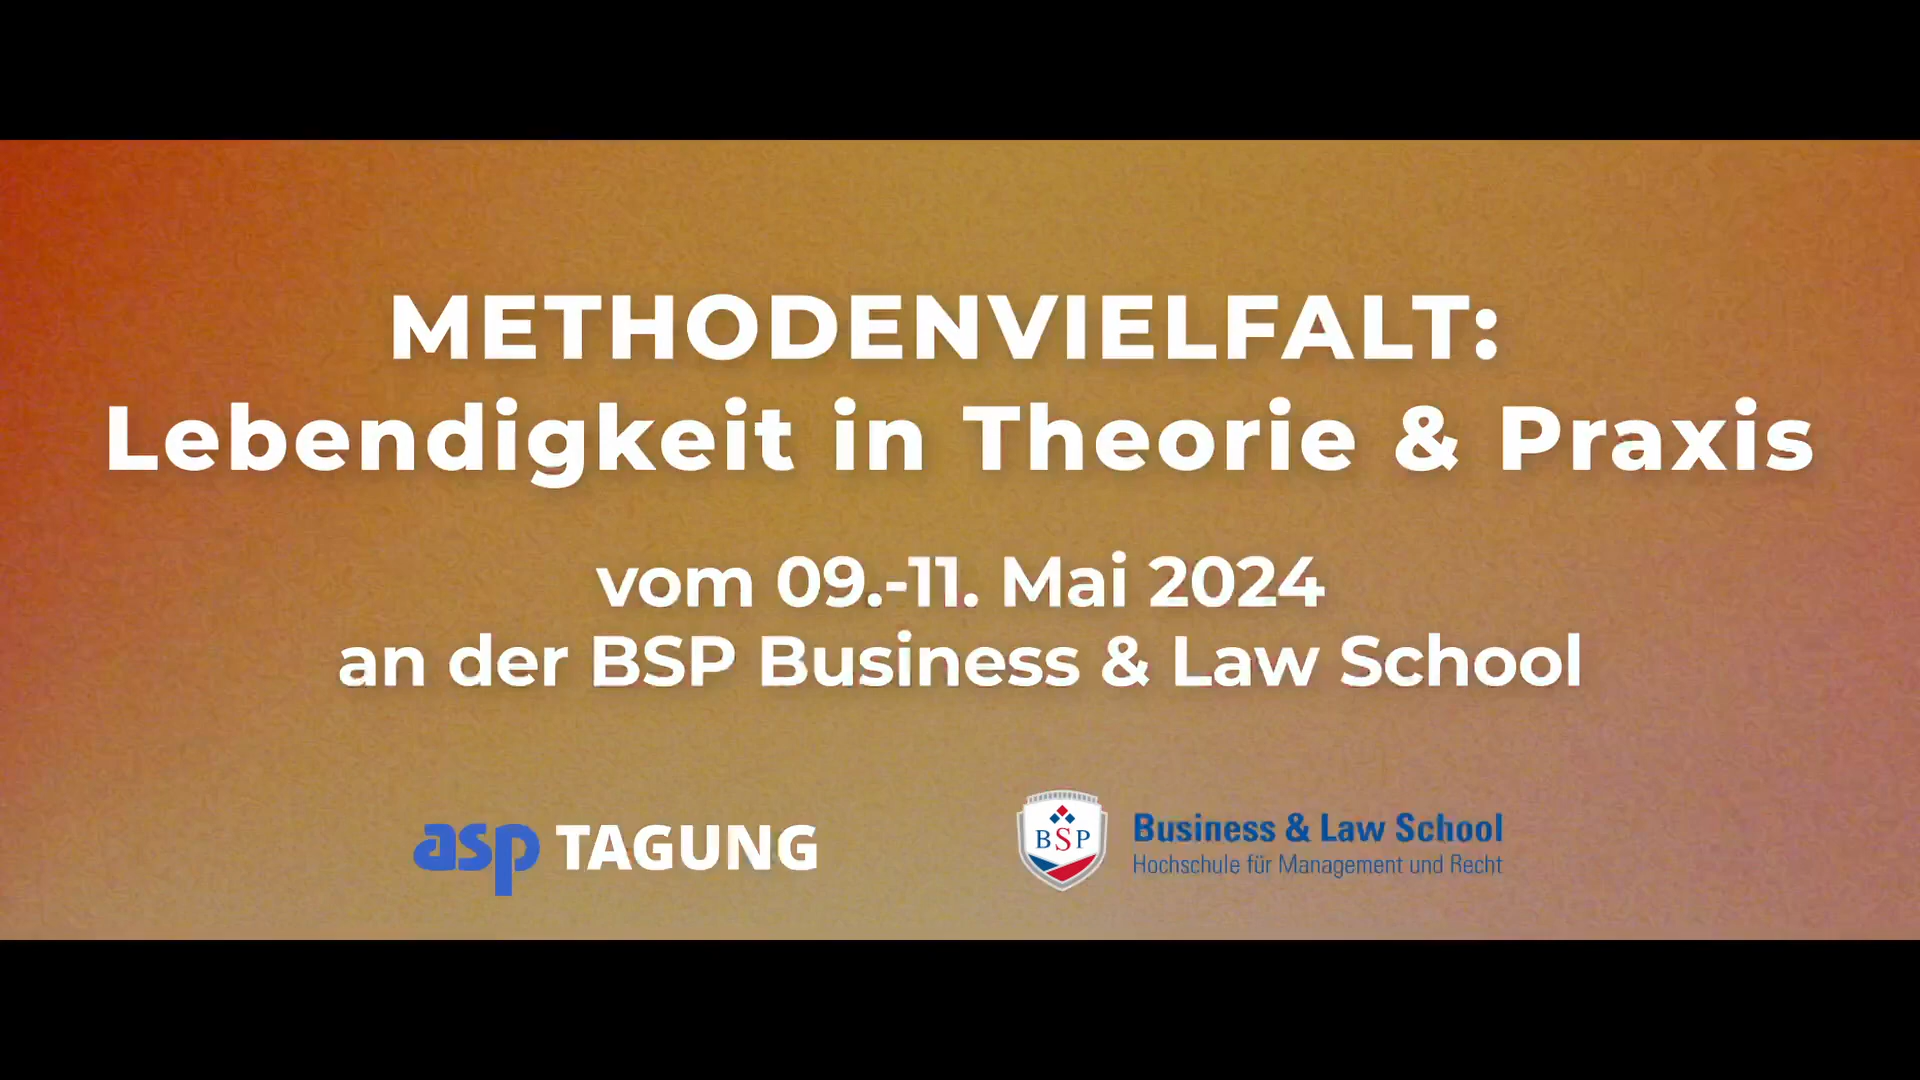 METHODENVIELFALT:
Lebendigkeit in Theorie & Praxis
vom 09.-11. Mai 2024
an der BSP Business & Law School
asp TAGUNG
BSP
Business & Law School
Hochschule für Management und Recht